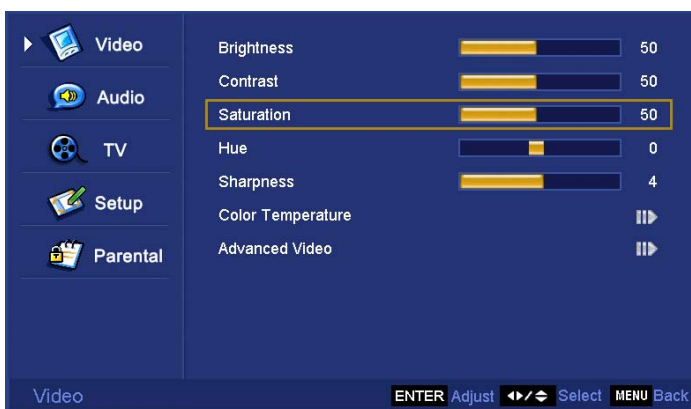 Video
Audio
TV
Setup
Parental
Brightness 50
Contrast 50
Saturation 50
Hue 0
Sharpness 4
Color Temperature
Advanced Video
Video ENTER Adjust / Select MENU Back